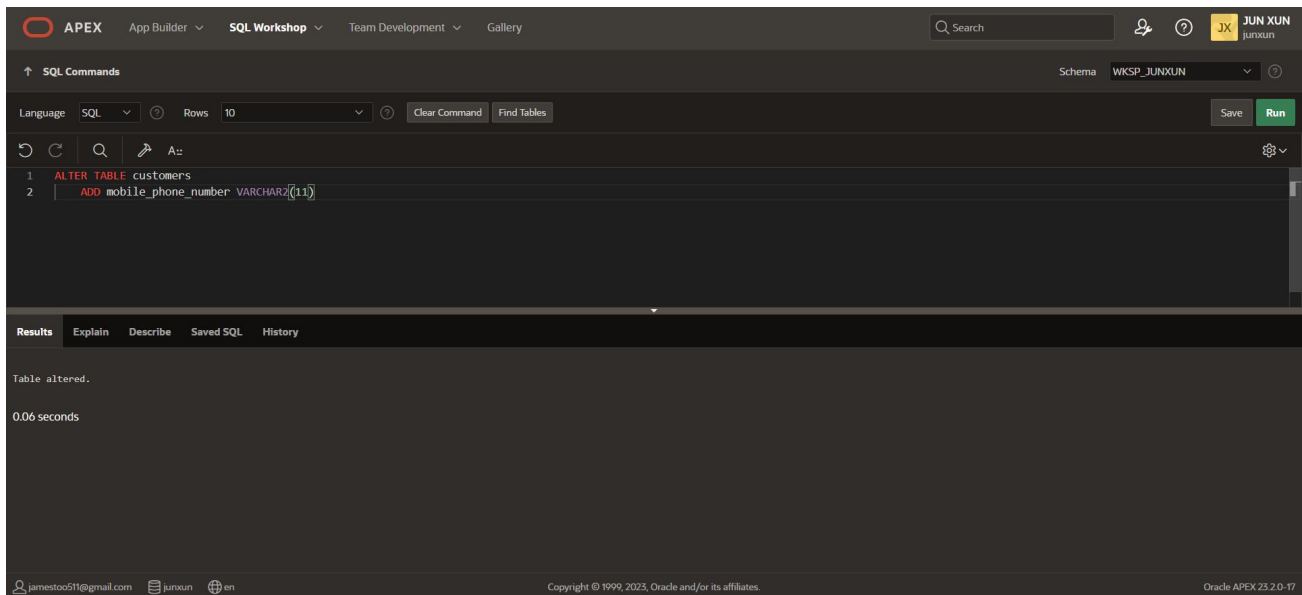 APEX App Builder SQL Workshop Team Development Gallery Search JX JUN XUN
junxun
SQL Commands Schema WKSP_JUNXUN
Language SQL Rows 10 Clear Command Find Tables Save Run
A::
1 ALTER TABLE customers
2 ADD mobile_phone_number VARCHAR2(11)
Results Explain Describe Saved SQL History
Table altered.
0.06 seconds
jamestoo511@gmail.com junxun en Copyright © 1999, 2023, Oracle and/or its affiliates. Oracle APEX 23.2.0-17